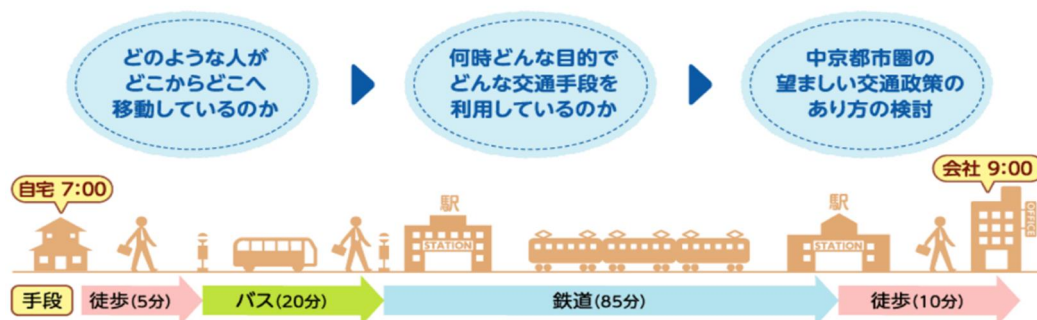 どのような人が
どこからどこへ
移動しているのか
何時どんな目的で
どんな交通手段を
利用しているのか
中京都市圏の
望ましい交通政策の
あり方の検討
自宅 7:00
会社 9:00
駅
STATION
駅
STATION
OFFICE
手段
徒歩(5分)
バス(20分)
鉄道(85分)
徒歩(10分)